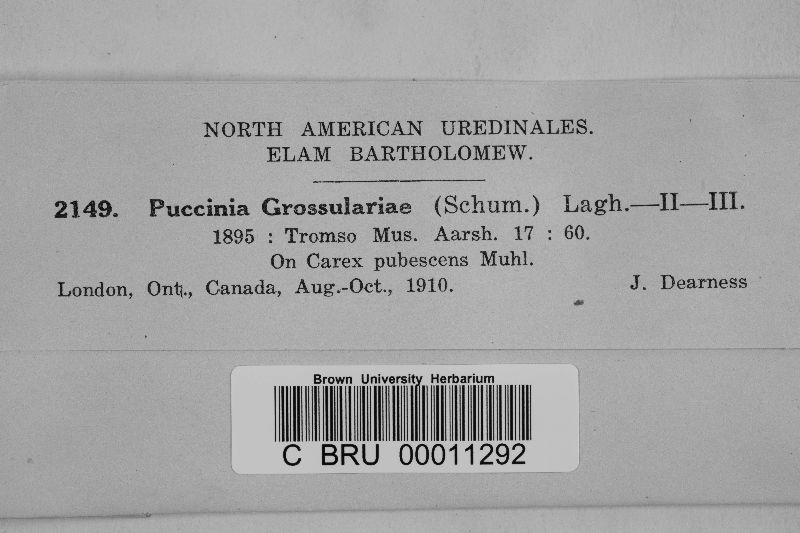 NORTH AMERICAN UREDINALES.
ELAM BARTHOLOMEW.
2149. Puccinia Grossulariae (Schum.) Lagh.—II—III.
1895 : Tromso Mus. Aarsh. 17 : 60.
On Carex pubescens Muhl.
London, Ont., Canada, Aug.-Oct., 1910. J. Dearness
Brown University Herbarium
C BRU 00011292